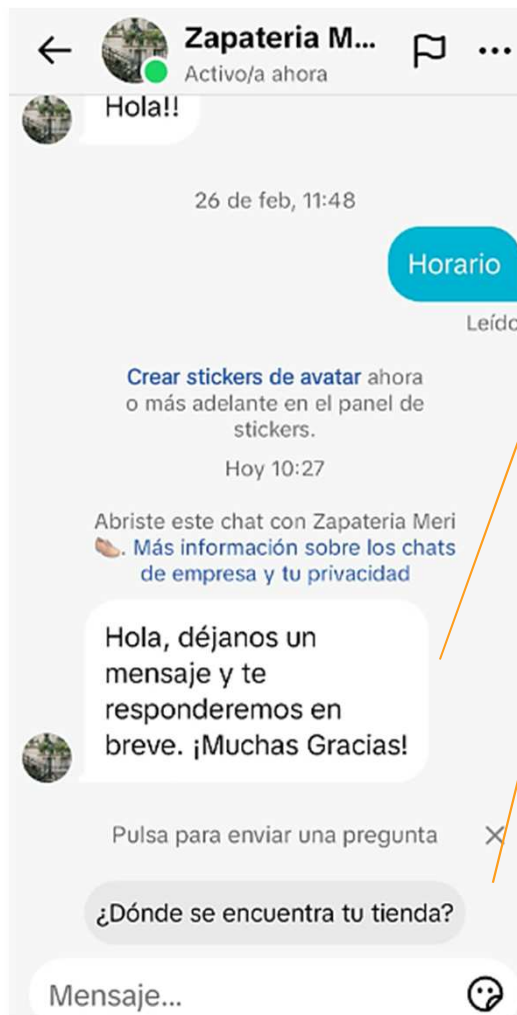 Zapateria M...
Activo/a ahora
Hola!!
26 de feb, 11:48
Horario
Leído
Crear stickers de avatar ahora
o más adelante en el panel de
stickers.
Hoy 10:27
Abriste este chat con Zapateria Meri
. Más información sobre los chats
de empresa y tu privacidad
Hola, déjanos un
mensaje y te
responderemos en
breve. ¡Muchas Gracias!
Pulsa para enviar una pregunta
¿Dónde se encuentra tu tienda?
Mensaje...